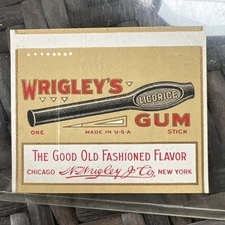 WRIGLEY'S
LICORICE
GUM
ONE MADE IN U·S·A STICK
THE GOOD OLD FASHIONED FLAVOR
CHICAGO Wm. Wrigley Jr. Co. NEW YORK